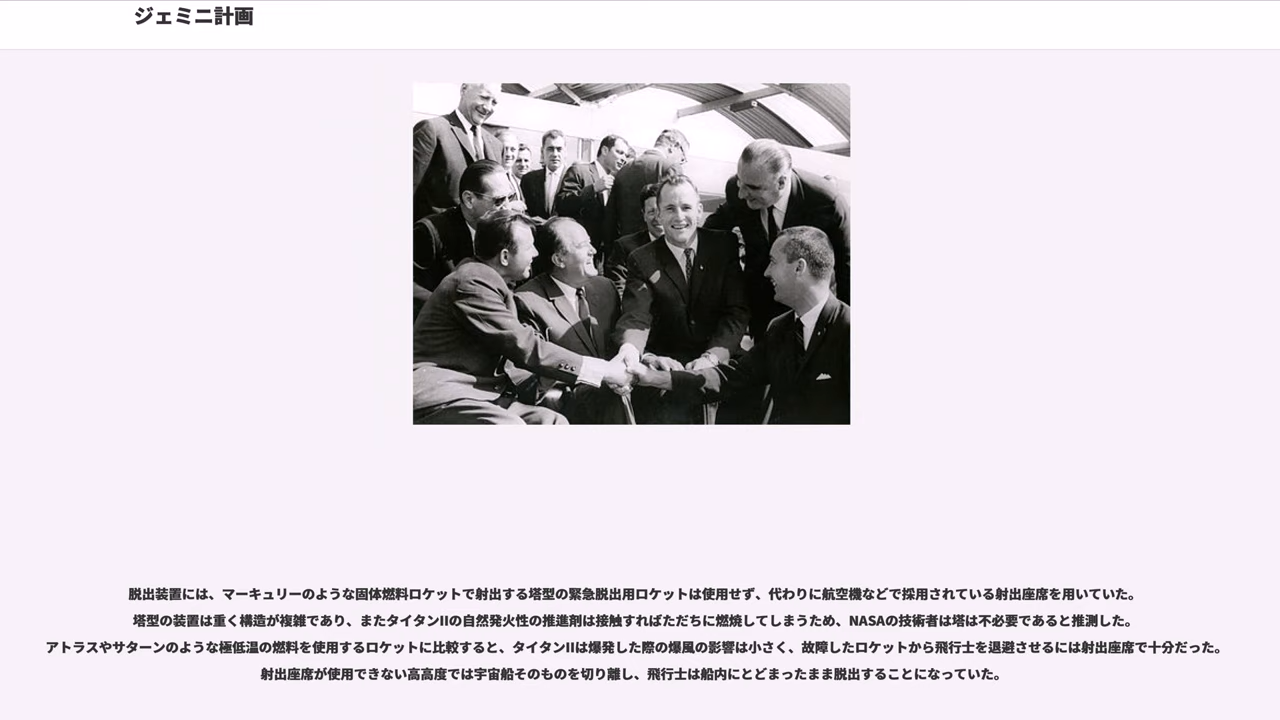 ジェミニ計画
脱出装置には、マーキュリーのような固体燃料ロケットで射出する塔型の緊急脱出用ロケットは使用せず、代わりに航空機などで採用されている射出座席を用いていた。
塔型の装置は重く構造が複雑であり、またタイタンIIの自然発火性の推進剤は接触すればただちに燃焼してしまうため、NASAの技術者は塔は不必要であると推測した。
アトラスやサターンのような極低温の燃料を使用するロケットに比較すると、タイタンIIは爆発した際の爆風の影響は小さく、故障したロケットから飛行士を退避させるには射出座席で十分だった。
射出座席が使用できない高高度では宇宙船そのものを切り離し、飛行士は船内にとどまったまま脱出することになっていた。